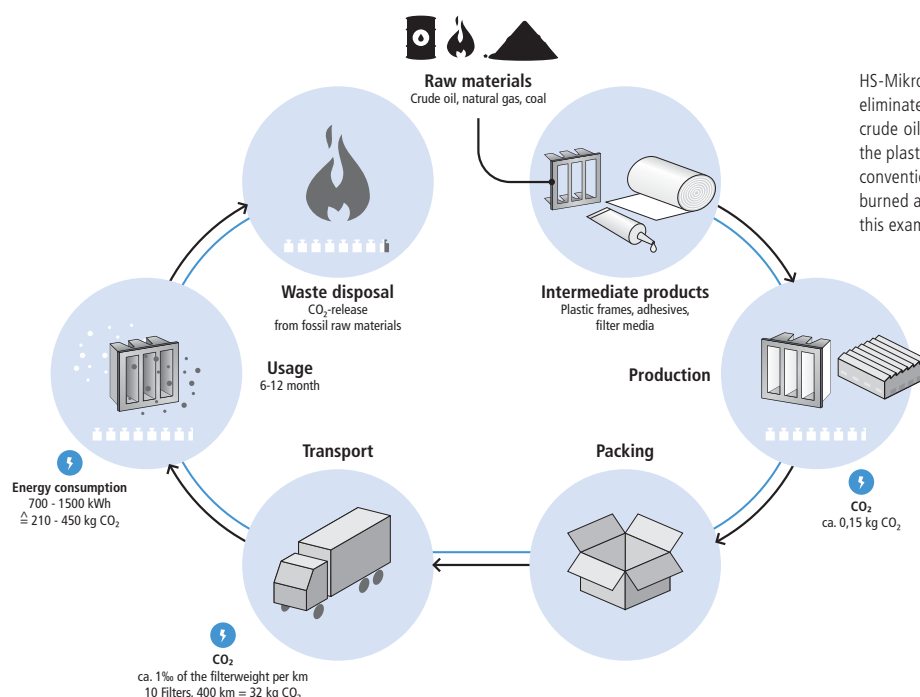 Raw materials
Crude oil, natural gas, coal
eliminate
crude oil
the plast
conventi
burned a
this exam
Waste disposal
CO₂-release
from fossil raw materials
Intermediate products
Plastic frames, adhesives,
filter media
Usage
6-12 month
Production
Transport
Packing
Energy consumption
700 - 1500 kWh
≙ 210 - 450 kg CO₂
CO₂
ca. 0,15 kg CO₂
CO₂
ca. 1‰ of the filterweight per km
10 Filters, 400 km = 32 kg CO₂